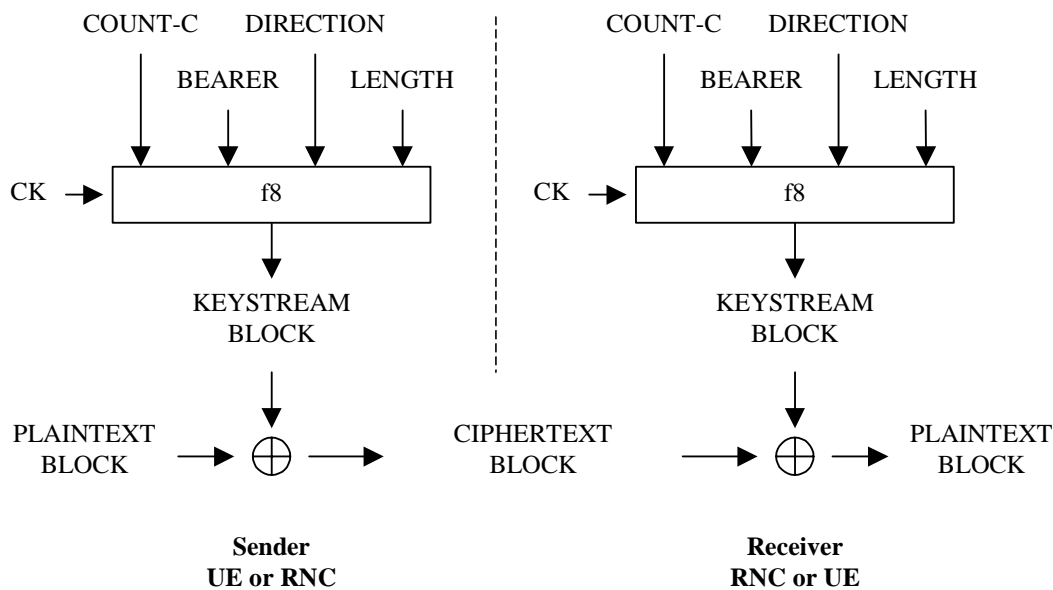 COUNT-C DIRECTION
BEARER LENGTH
CK f8
KEYSTREAM
BLOCK
COUNT-C DIRECTION
BEARER LENGTH
CK f8
KEYSTREAM
BLOCK
PLAINTEXT
BLOCK
CIPHERTEXT
BLOCK
PLAINTEXT
BLOCK
Sender
UE or RNC
Receiver
RNC or UE